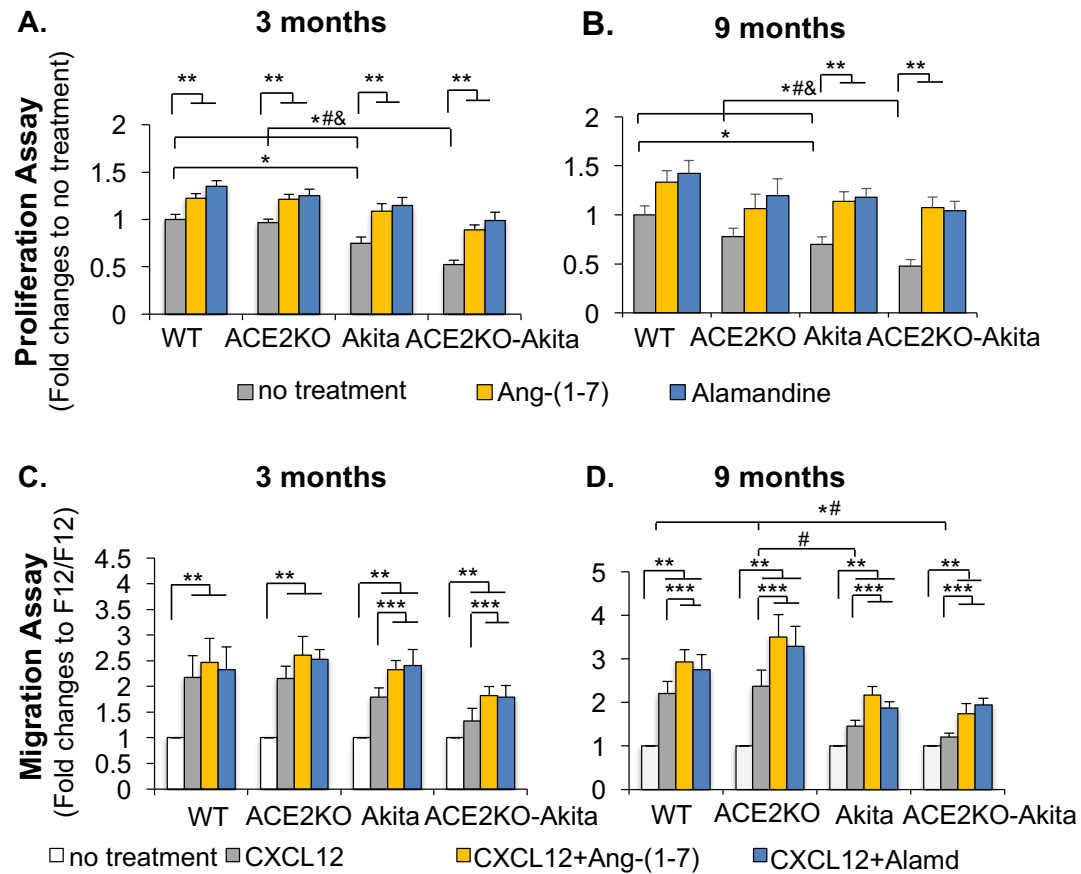 A. 3 months
** ** ** **
*#&
*
Proliferation Assay
(Fold changes to no treatment)
2
1.5
1
0.5
0
WT ACE2KO Akita ACE2KO-Akita
B. 9 months
** **
*#&
*
2
1.5
1
0.5
0
WT ACE2KO Akita ACE2KO-Akita
no treatment Ang-(1-7) Alamandine
C. 3 months
** ** ** **
*** ***
Migration Assay
(Fold changes to F12/F12)
4.5
4
3.5
3
2.5
2
1.5
1
0.5
0
WT ACE2KO Akita ACE2KO-Akita
D. 9 months
*#
#
** ** ** **
*** *** *** ***
5
4
3
2
1
0
WT ACE2KO Akita ACE2KO-Akita
no treatment CXCL12 CXCL12+Ang-(1-7) CXCL12+Alamd